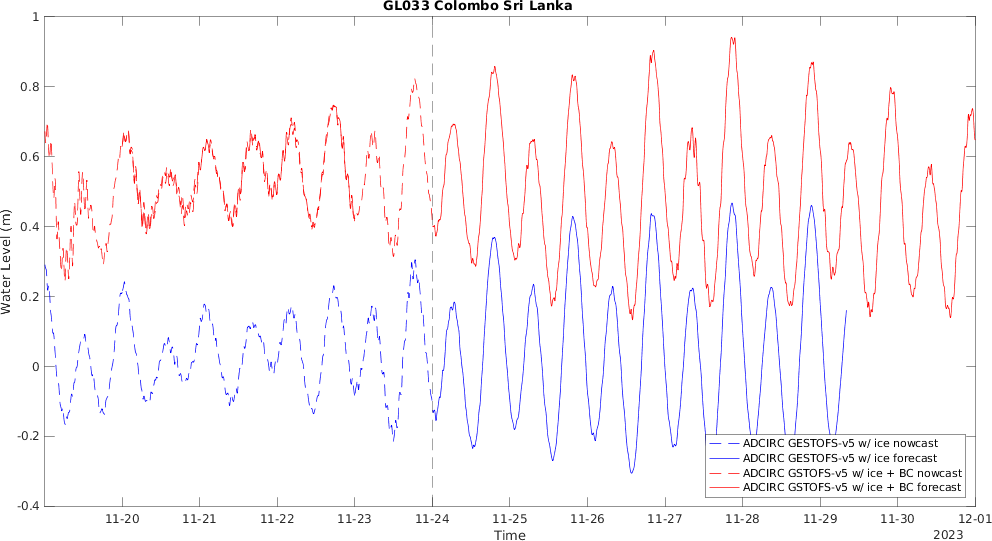 GL033 Colombo Sri Lanka
1
0.8
0.6
0.4
0.2
0
-0.2
-0.4
Water Level (m)
ADCIRC GESTOFS-v5 w/ ice nowcast
ADCIRC GESTOFS-v5 w/ ice forecast
ADCIRC GSTOFS-v5 w/ ice + BC nowcast
ADCIRC GSTOFS-v5 w/ ice + BC forecast
11-20 11-21 11-22 11-23 11-24 11-25 11-26 11-27 11-28 11-29 11-30 12-01
Time
2023